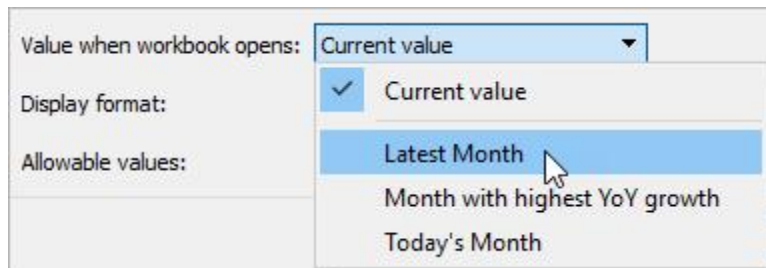 Value when workbook opens: Current value
Display format:
Current value
Allowable values:
Latest Month
Month with highest YoY growth
Today's Month